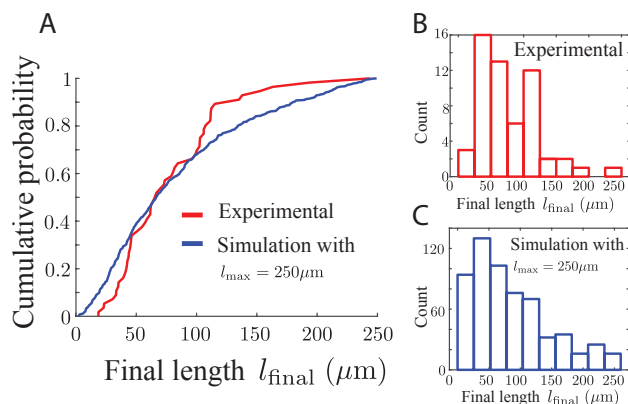 A
Cumulative probability
1
0.8
0.6
0.4
0.2
0
0 50 100 150 200 250
Final length l_final (μm)
Experimental
Simulation with
l_max = 250μm
B
Experimental
Count
16
12
8
4
0
0 50 100 150 200 250
Final length l_final (μm)
C
Simulation with
l_max = 250μm
Count
120
60
0
0 50 100 150 200 250
Final length l_final (μm)